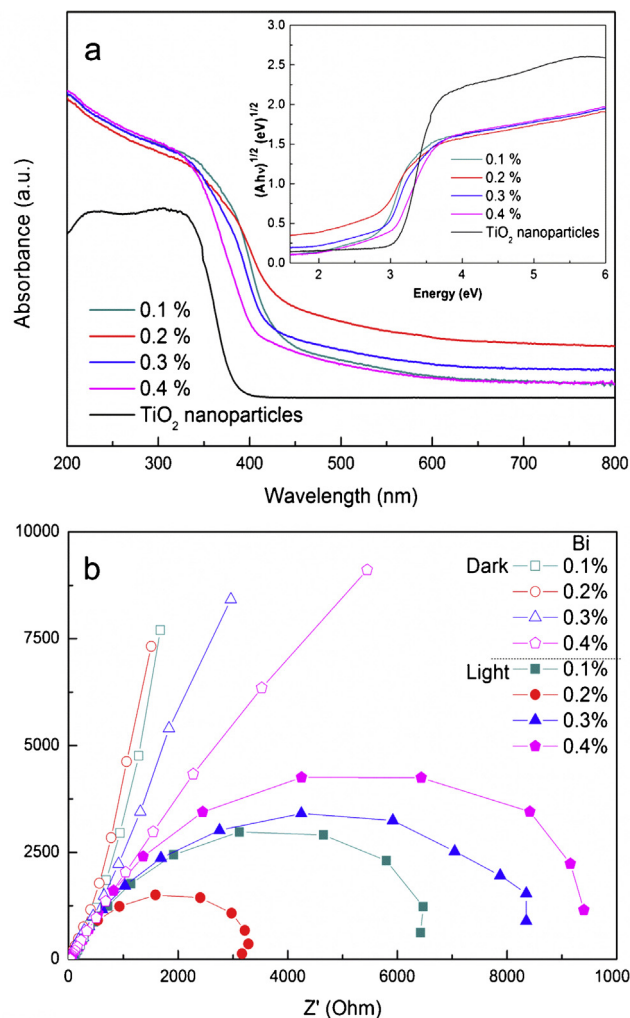 a
Absorbance (a.u.)
0.1 %
0.2 %
0.3 %
0.4 %
TiO2 nanoparticles
200 300 400 500 600 700 800
Wavelength (nm)
(Ahν)^1/2 (eV)^1/2
3.0
2.5
2.0
1.5
1.0
0.5
0.0
0.1 %
0.2 %
0.3 %
0.4 %
TiO2 nanoparticles
2 3 4 5 6
Energy (eV)
b
10000
7500
5000
2500
0
Bi
Dark 0.1%
0.2%
0.3%
0.4%
Light 0.1%
0.2%
0.3%
0.4%
0 2000 4000 6000 8000 1000
Z' (Ohm)